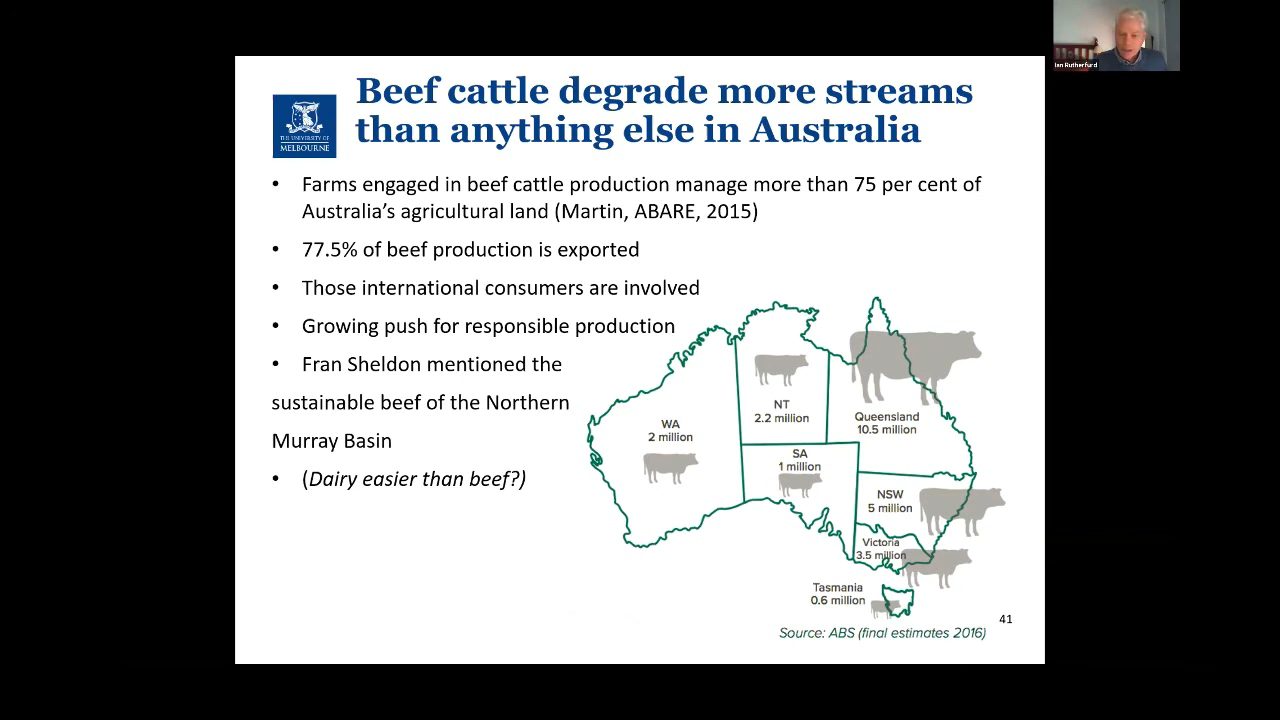 Ian Rutherfurd
Beef cattle degrade more streams
than anything else in Australia
THE UNIVERSITY OF
MELBOURNE
• Farms engaged in beef cattle production manage more than 75 per cent of
Australia’s agricultural land (Martin, ABARE, 2015)
• 77.5% of beef production is exported
• Those international consumers are involved
• Growing push for responsible production
• Fran Sheldon mentioned the
sustainable beef of the Northern
Murray Basin
• (Dairy easier than beef?)
NT
2.2 million
Queensland
10.5 million
WA
2 million
SA
1 million
NSW
5 million
Victoria
3.5 million
Tasmania
0.6 million
41
Source: ABS (final estimates 2016)